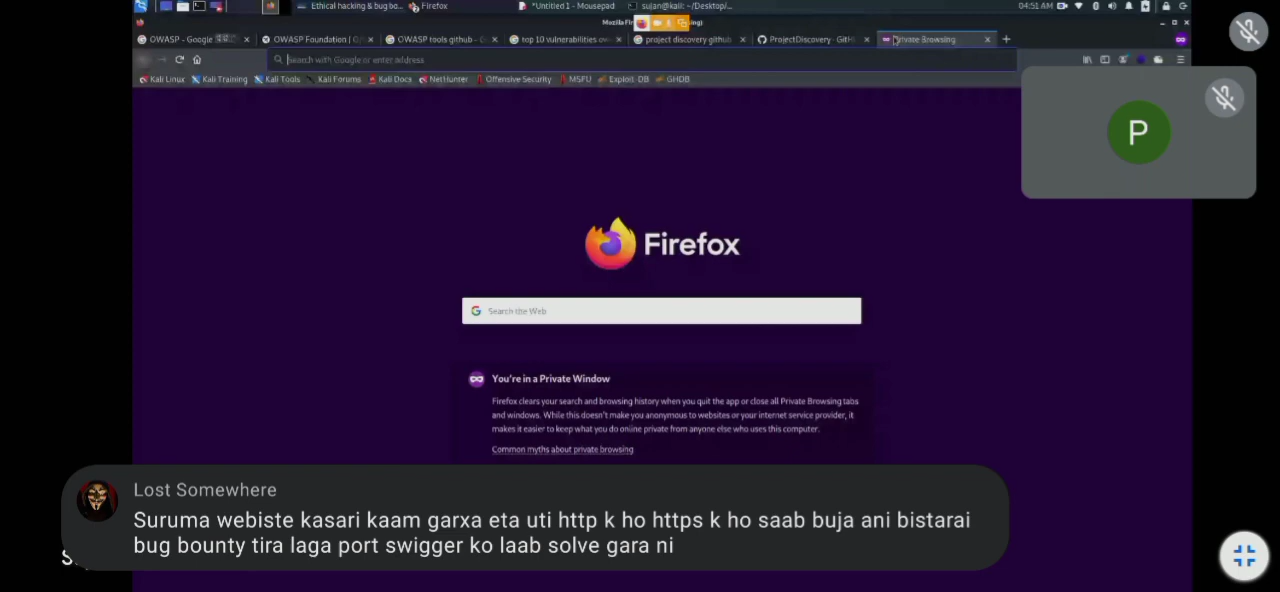 Ethical hacking & bug bo...
Firefox
*Untitled 1 - Mousepad
sujan@kali: ~/Desktop/...
04:51 AM
Mozilla Fir
OWASP - Google
OWASP Foundation | O
OWASP tools github - G
top 10 vulnerabilities ow
project discovery github
ProjectDiscovery · GitH
Private Browsing
Search with Google or enter address
Kali Linux
Kali Training
Kali Tools
Kali Forums
Kali Docs
NetHunter
Offensive Security
MSFU
Exploit-DB
GHDB
P
Firefox
Search the Web
You're in a Private Window
Firefox clears your search and browsing history when you quit the app or close all Private Browsing tabs
and windows. While this doesn't make you anonymous to websites or your internet service provider, it
makes it easier to keep what you do online private from anyone else who uses this computer.
Common myths about private browsing
Lost Somewhere
Suruma webiste kasari kaam garxa eta uti http k ho https k ho saab buja ani bistarai
bug bounty tira laga port swigger ko laab solve gara ni